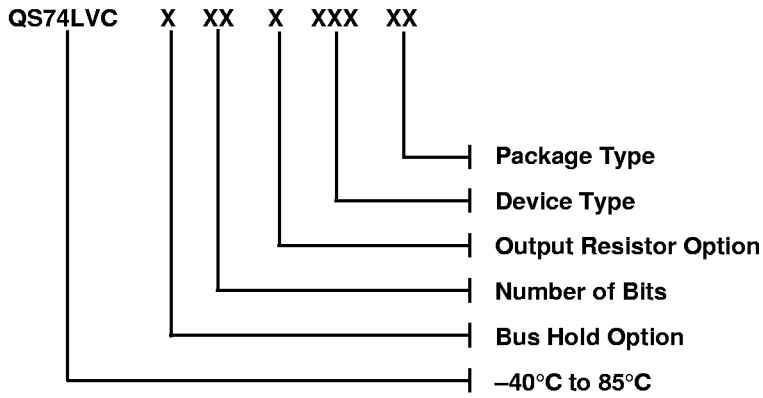 QS74LVC X XX X XXX XX
Package Type
Device Type
Output Resistor Option
Number of Bits
Bus Hold Option
–40°C to 85°C